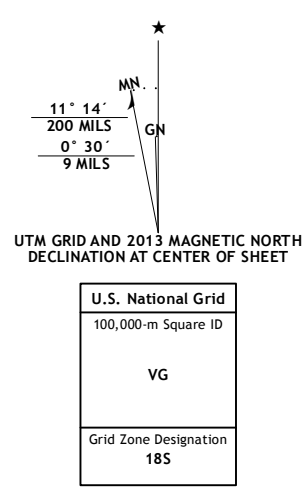 ★
MN
11° 14´
200 MILS
GN
0° 30´
9 MILS
UTM GRID AND 2013 MAGNETIC NORTH
DECLINATION AT CENTER OF SHEET
U.S. National Grid
100,000-m Square ID
VG
Grid Zone Designation
18S